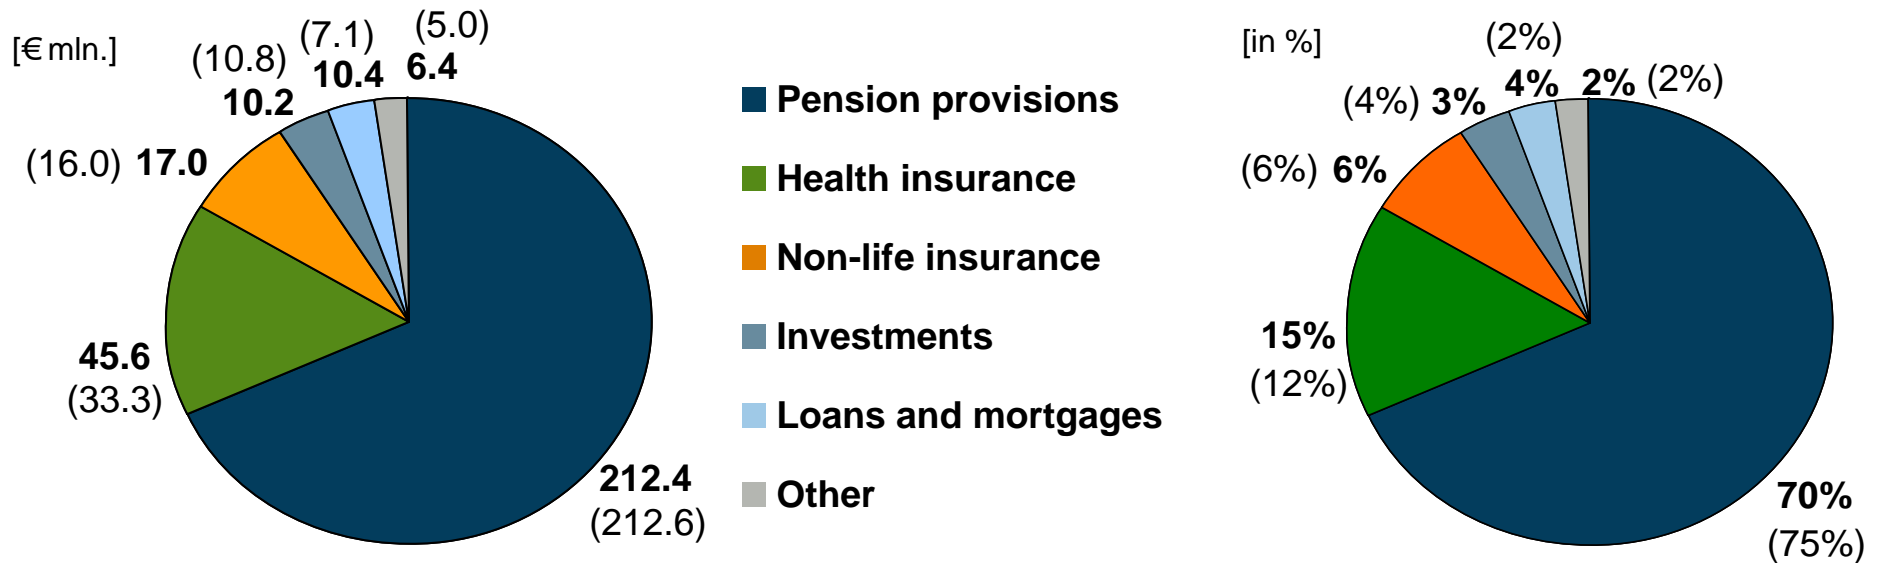 [€ mln.]
(5.0)
6.4
(7.1)
10.4
(10.8)
10.2
(16.0) 17.0
45.6
(33.3)
212.4
(212.6)
Pension provisions
Health insurance
Non-life insurance
Investments
Loans and mortgages
Other
[in %]
(2%)
4%
2% (2%)
(4%) 3%
(6%) 6%
15%
(12%)
70%
(75%)